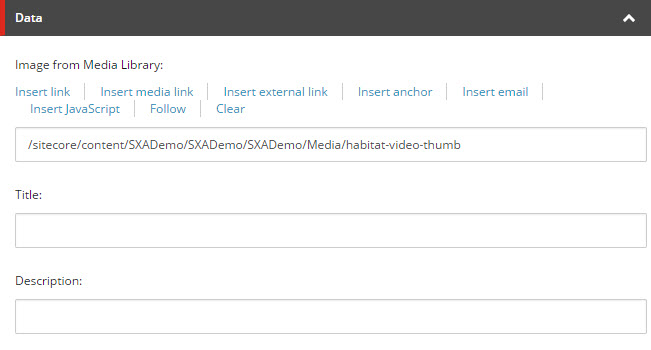 Data
Image from Media Library:
Insert link Insert media link Insert external link Insert anchor Insert email
Insert JavaScript Follow Clear
/sitecore/content/SXADemo/SXADemo/SXADemo/Media/habitat-video-thumb
Title:
Description: